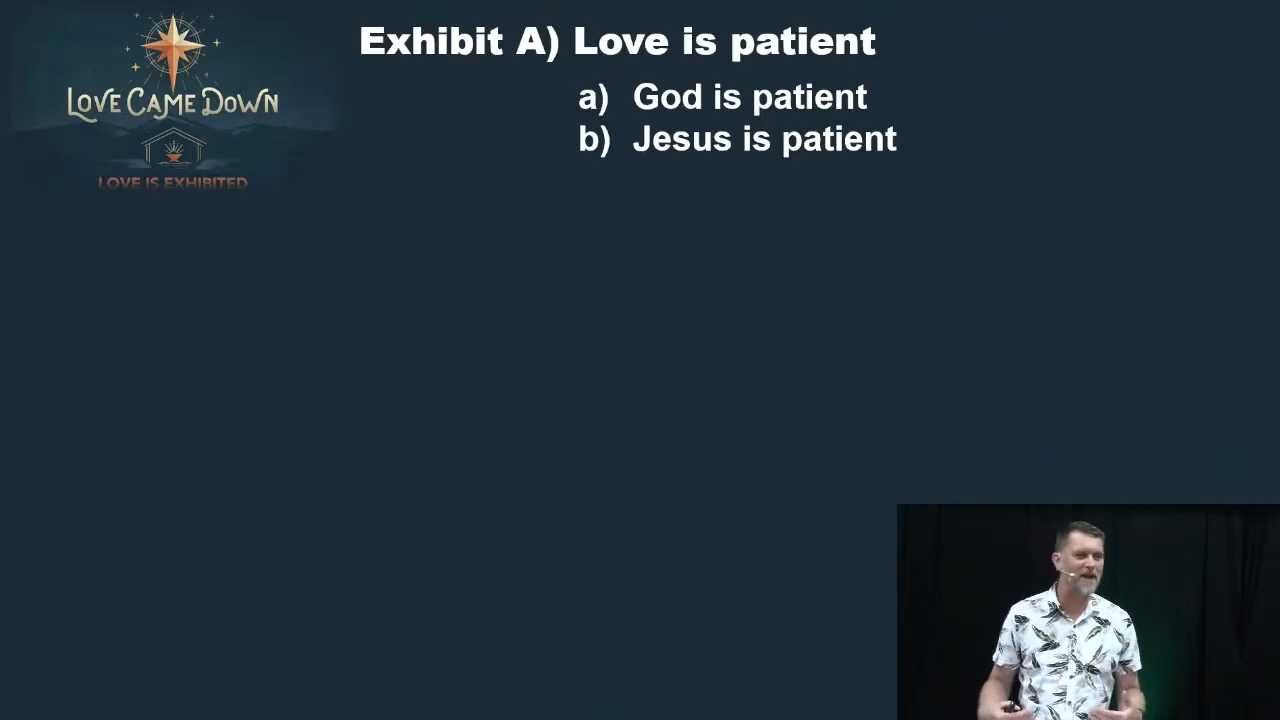 LOVE CAME DOWN
LOVE IS EXHIBITED
Exhibit A) Love is patient
a) God is patient
b) Jesus is patient